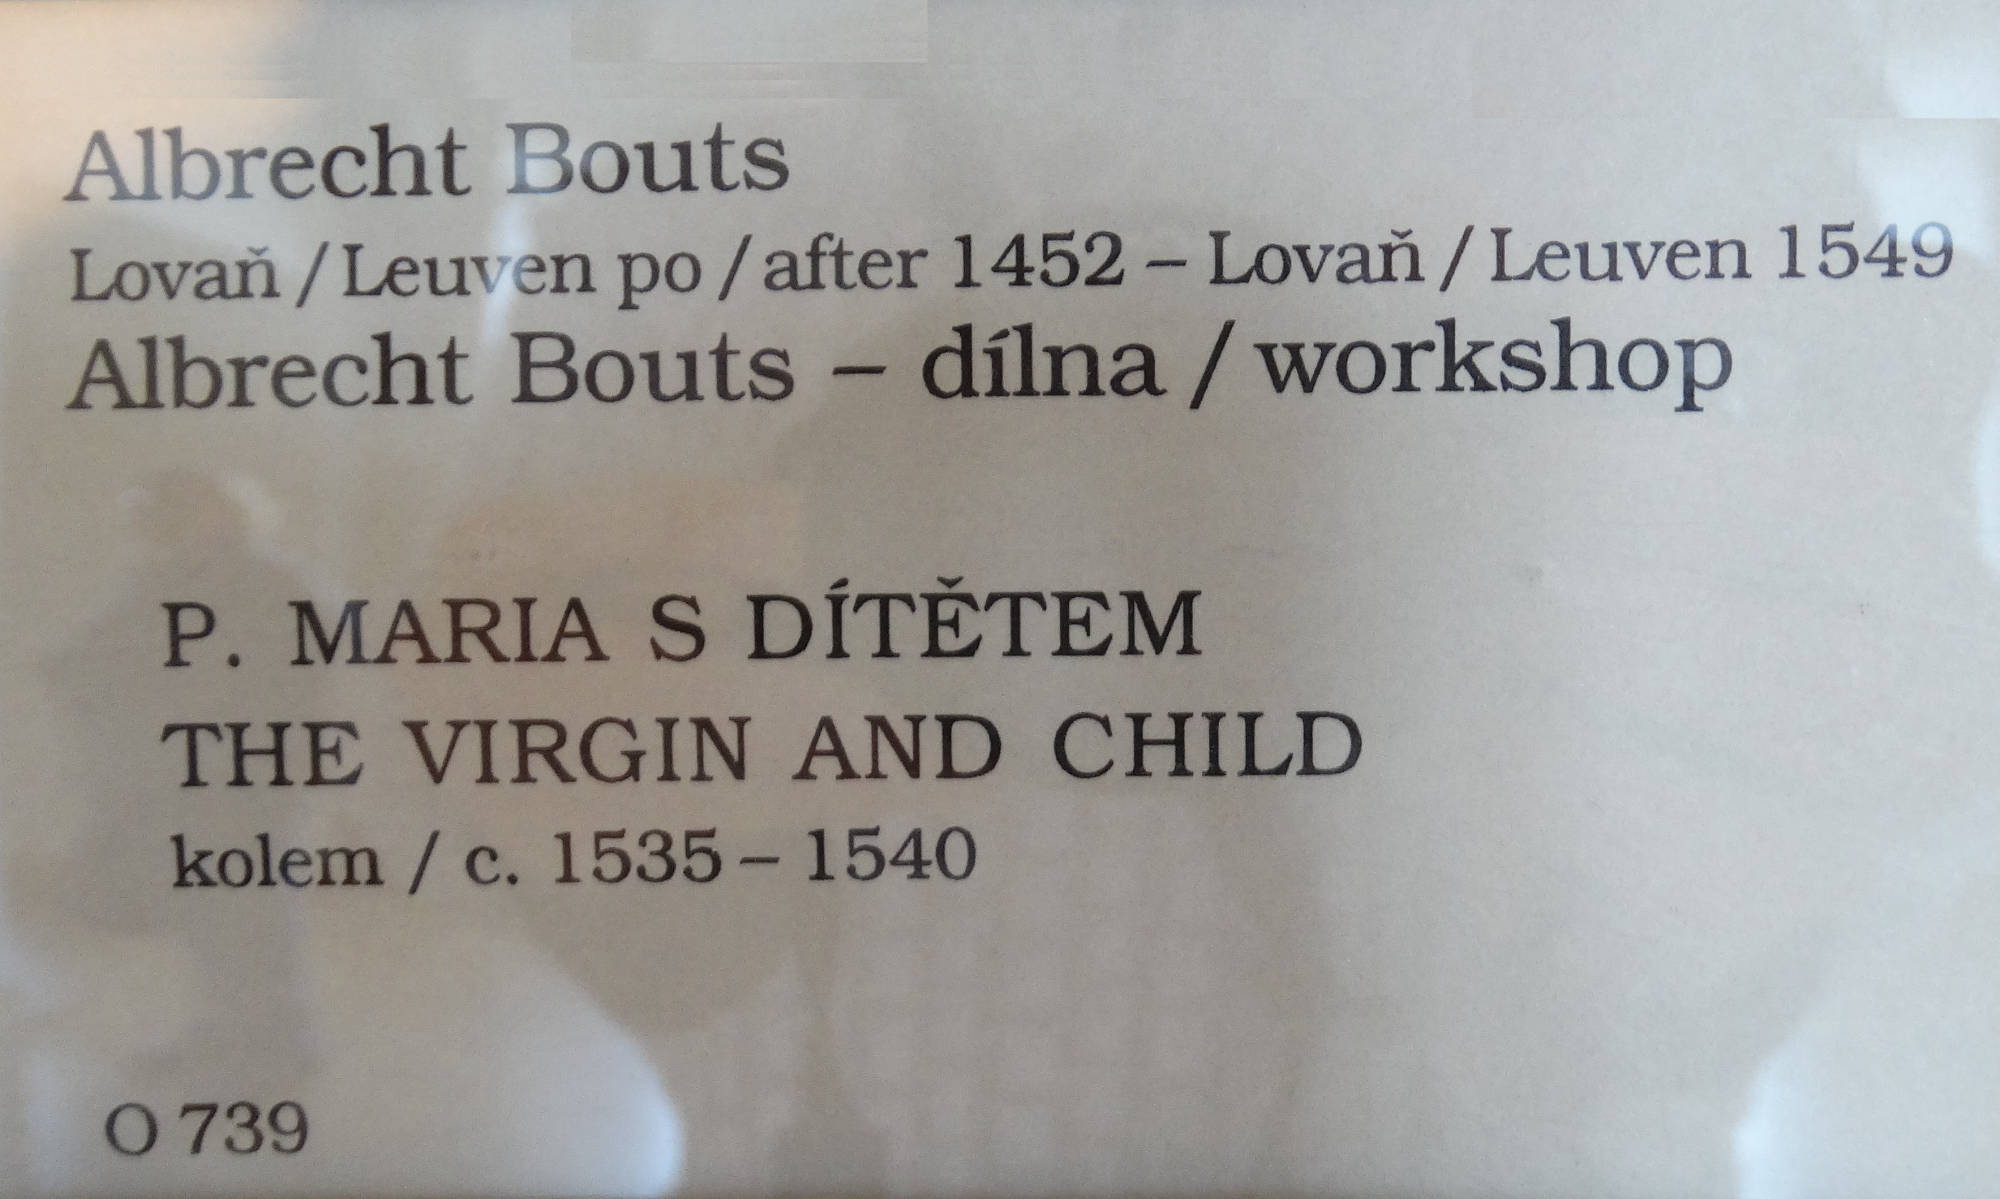 Albrecht Bouts
Lovaň / Leuven po / after 1452 – Lovaň / Leuven 1549
Albrecht Bouts – dílna / workshop
P. MARIA S DÍTĚTEM
THE VIRGIN AND CHILD
kolem / c. 1535 – 1540
O 739